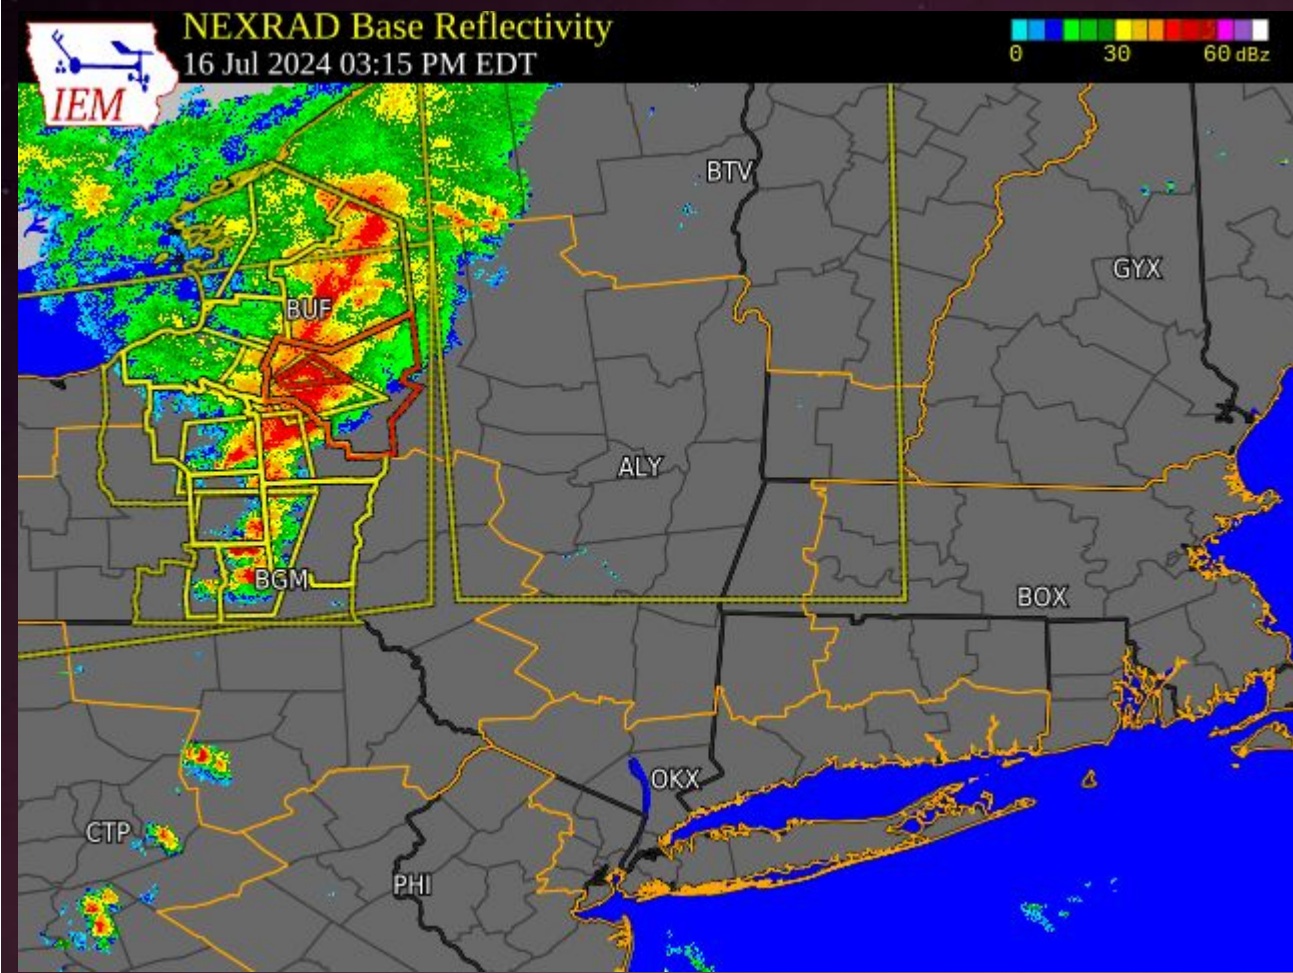 NEXRAD Base Reflectivity
16 Jul 2024 03:15 PM EDT
IEM
0 30 60 dBz
BTV
GYX
BUF
ALY
BGM
BOX
OKX
CTP
PHI